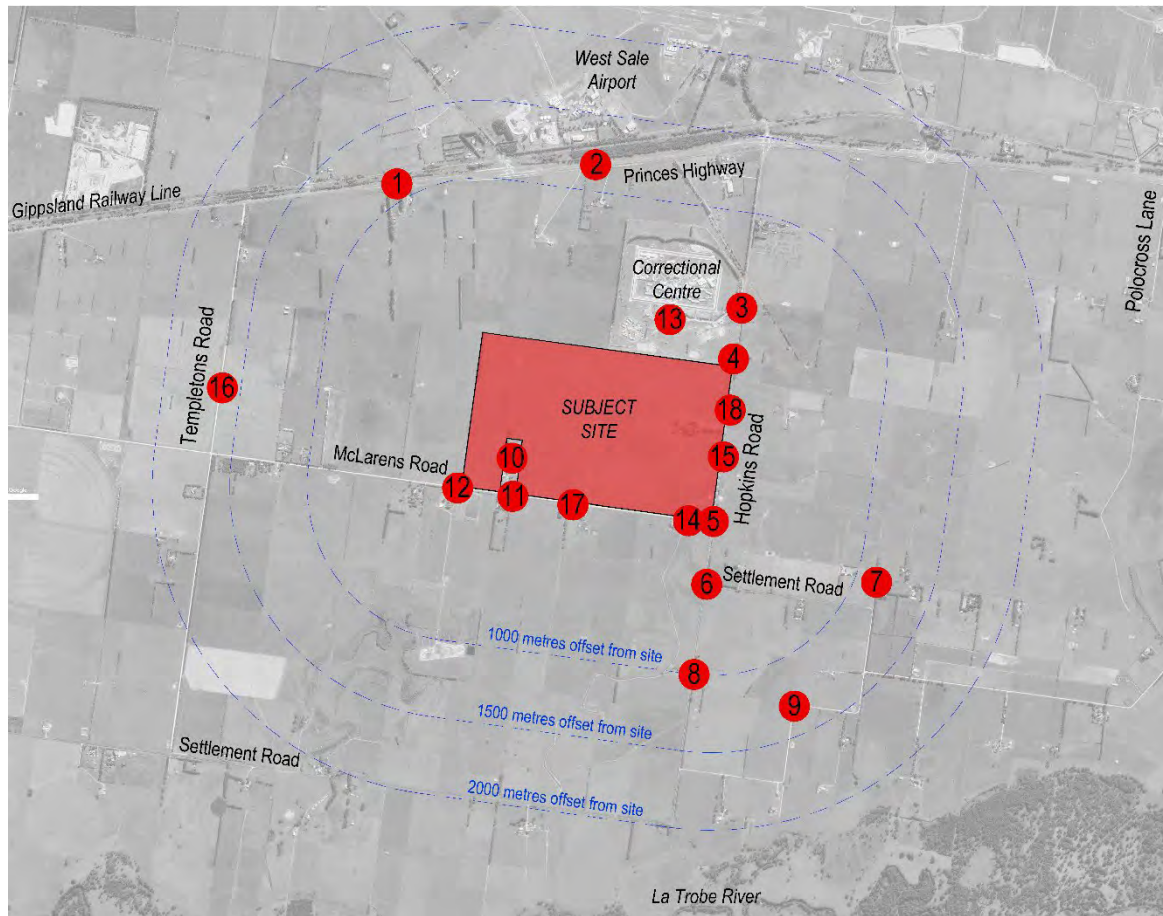 West Sale
Airport
2
Princes Highway
1
Gippsland Railway Line
Polocross Lane
Correctional
Centre
3
13
4
Templetons Road
16
SUBJECT
SITE
18
Hopkins Road
15
10
McLarens Road
12
11
17
14
5
6
Settlement Road
7
1000 metres offset from site
8
9
1500 metres offset from site
Settlement Road
2000 metres offset from site
La Trobe River